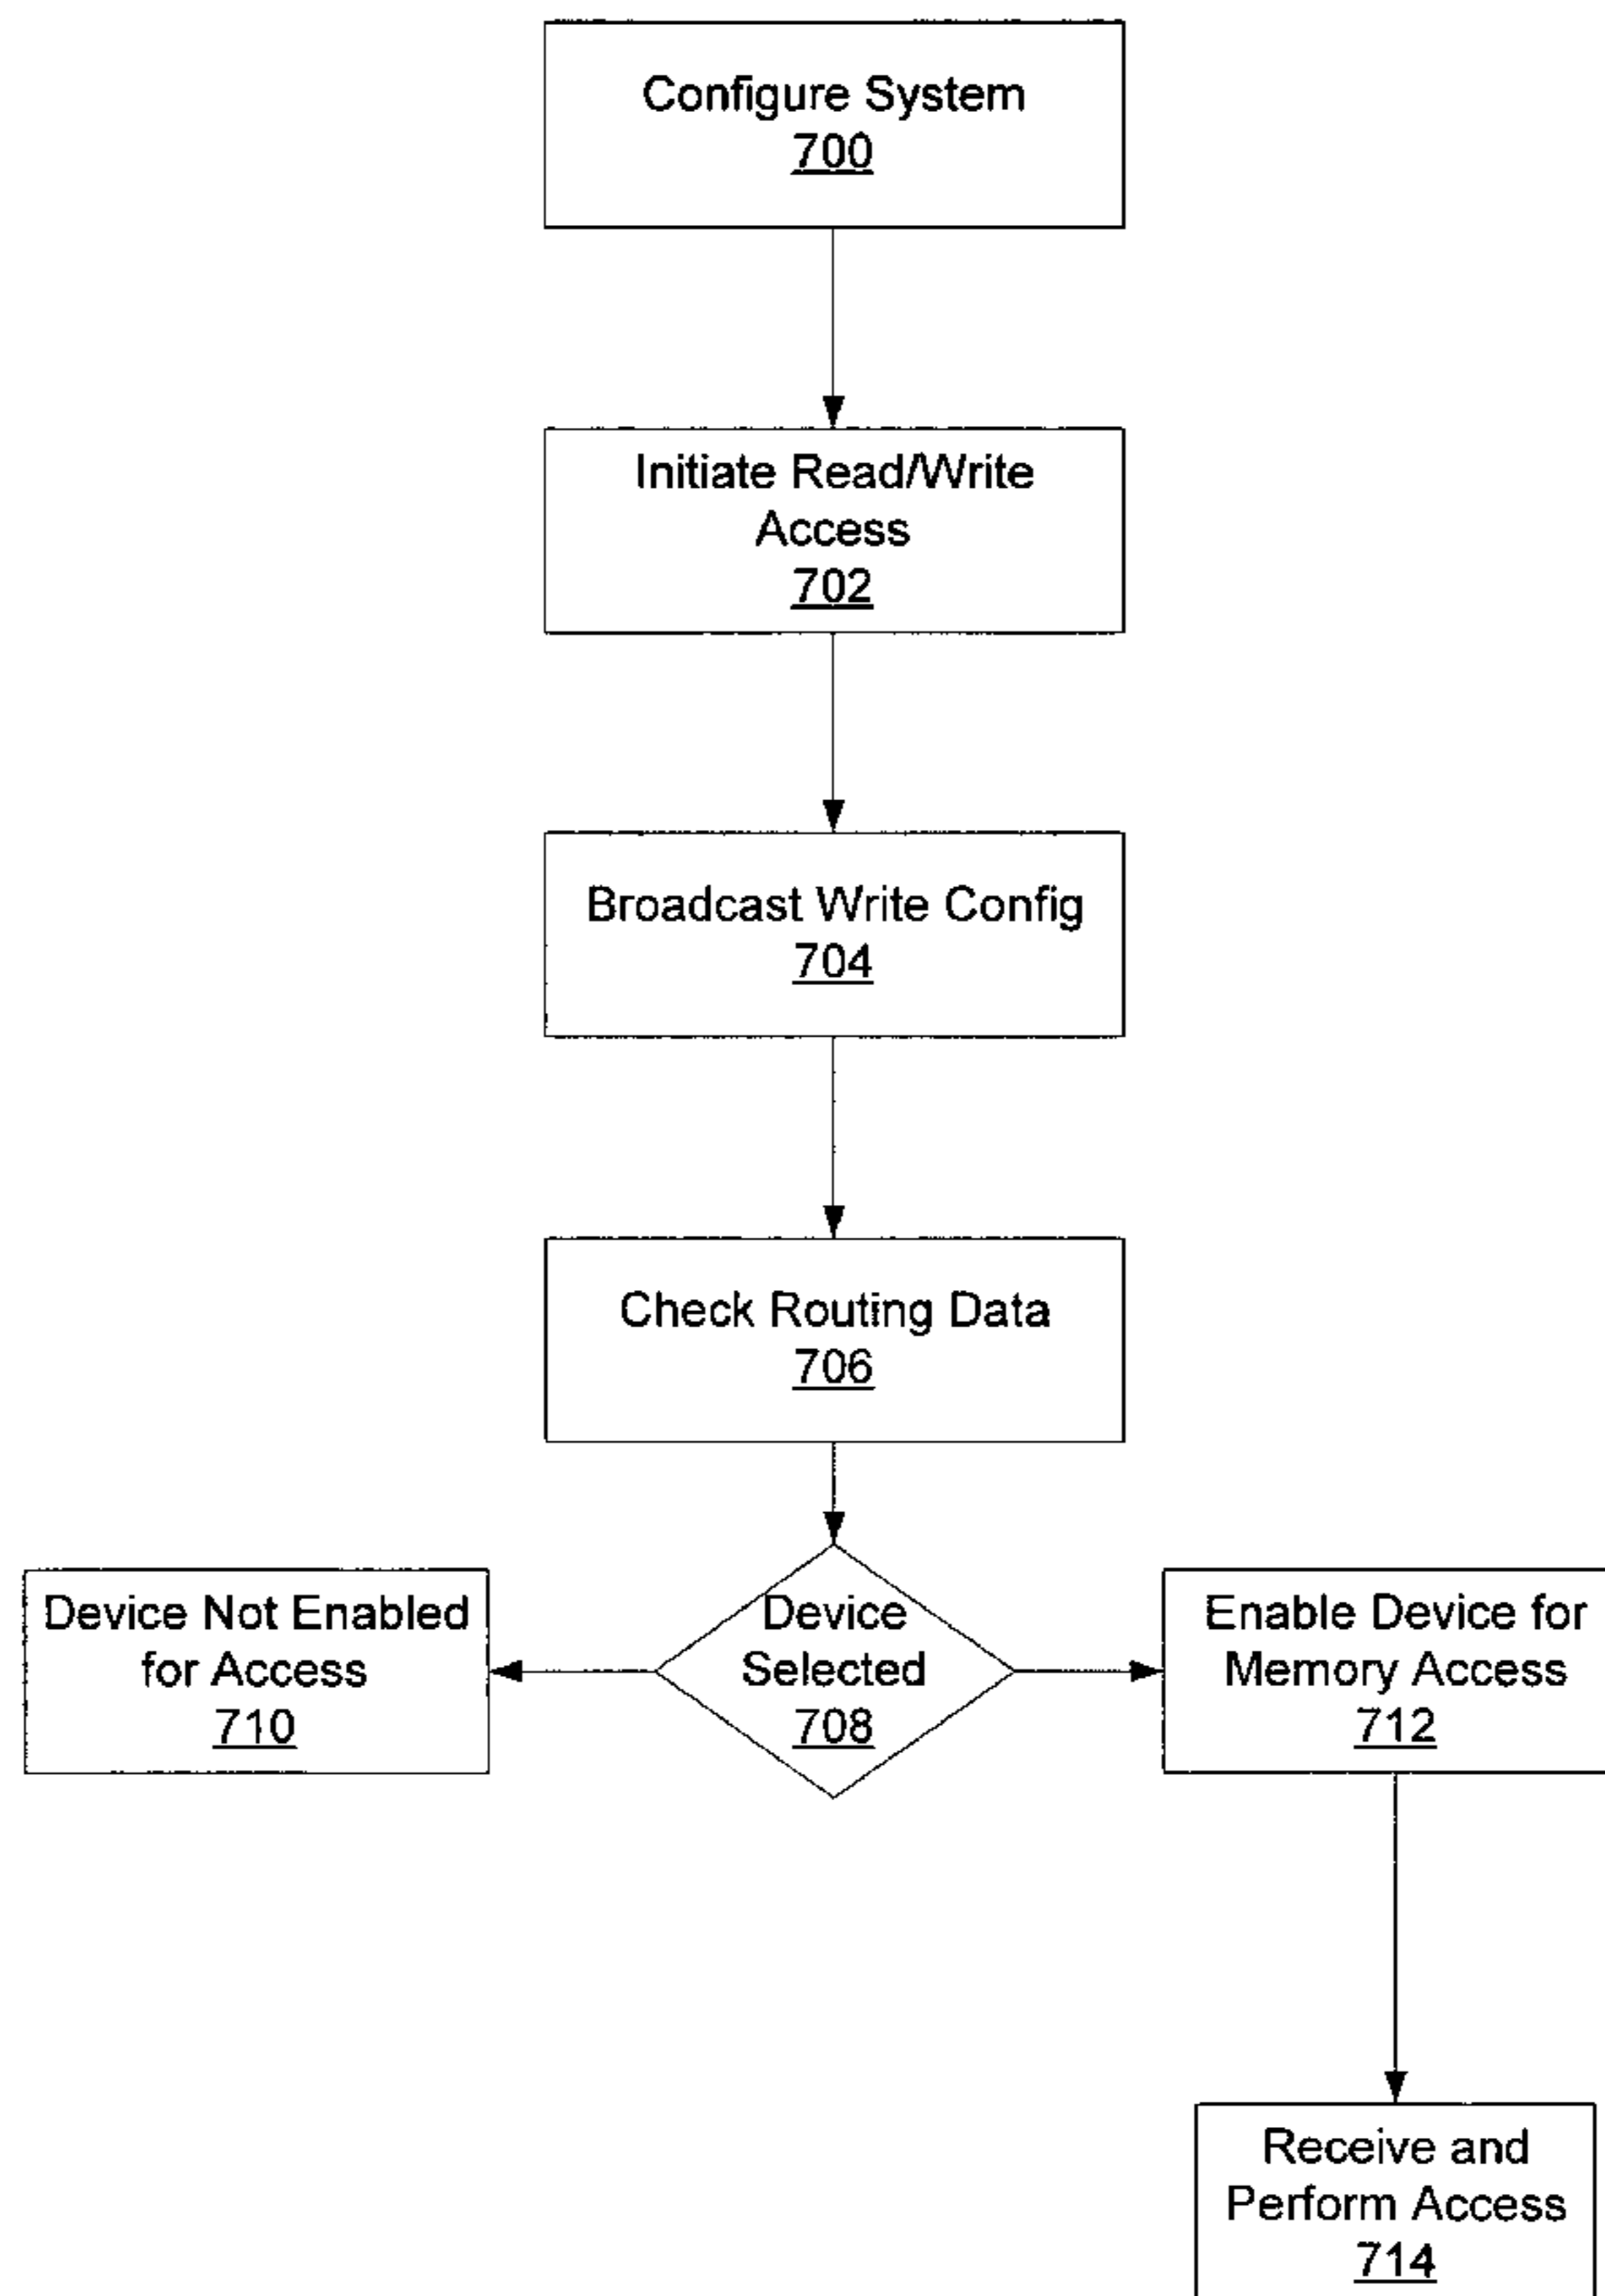 Configure System
700
Initiate Read/Write
Access
702
Broadcast Write Config
704
Check Routing Data
706
Device Not Enabled
for Access
710
Device
Selected
708
Enable Device for
Memory Access
712
Receive and
Perform Access
714